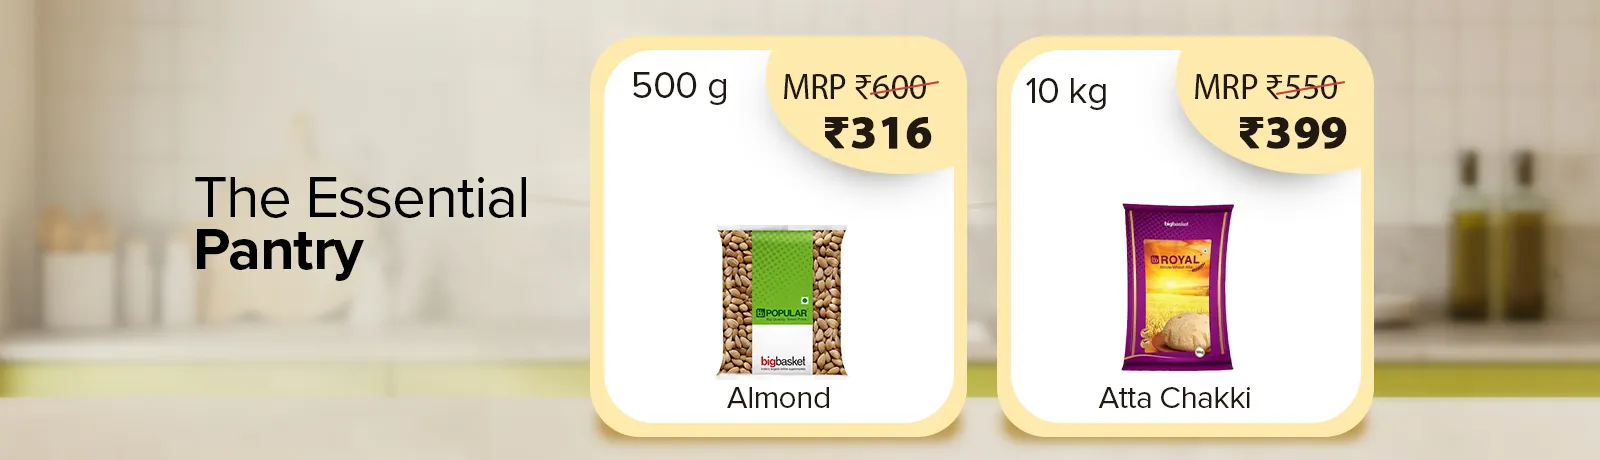 The Essential
Pantry
500 g
MRP ₹600
₹316
bb POPULAR
bigbasket
Almond
10 kg
MRP ₹550
₹399
bigbasket
bb ROYAL
Atta Chakki